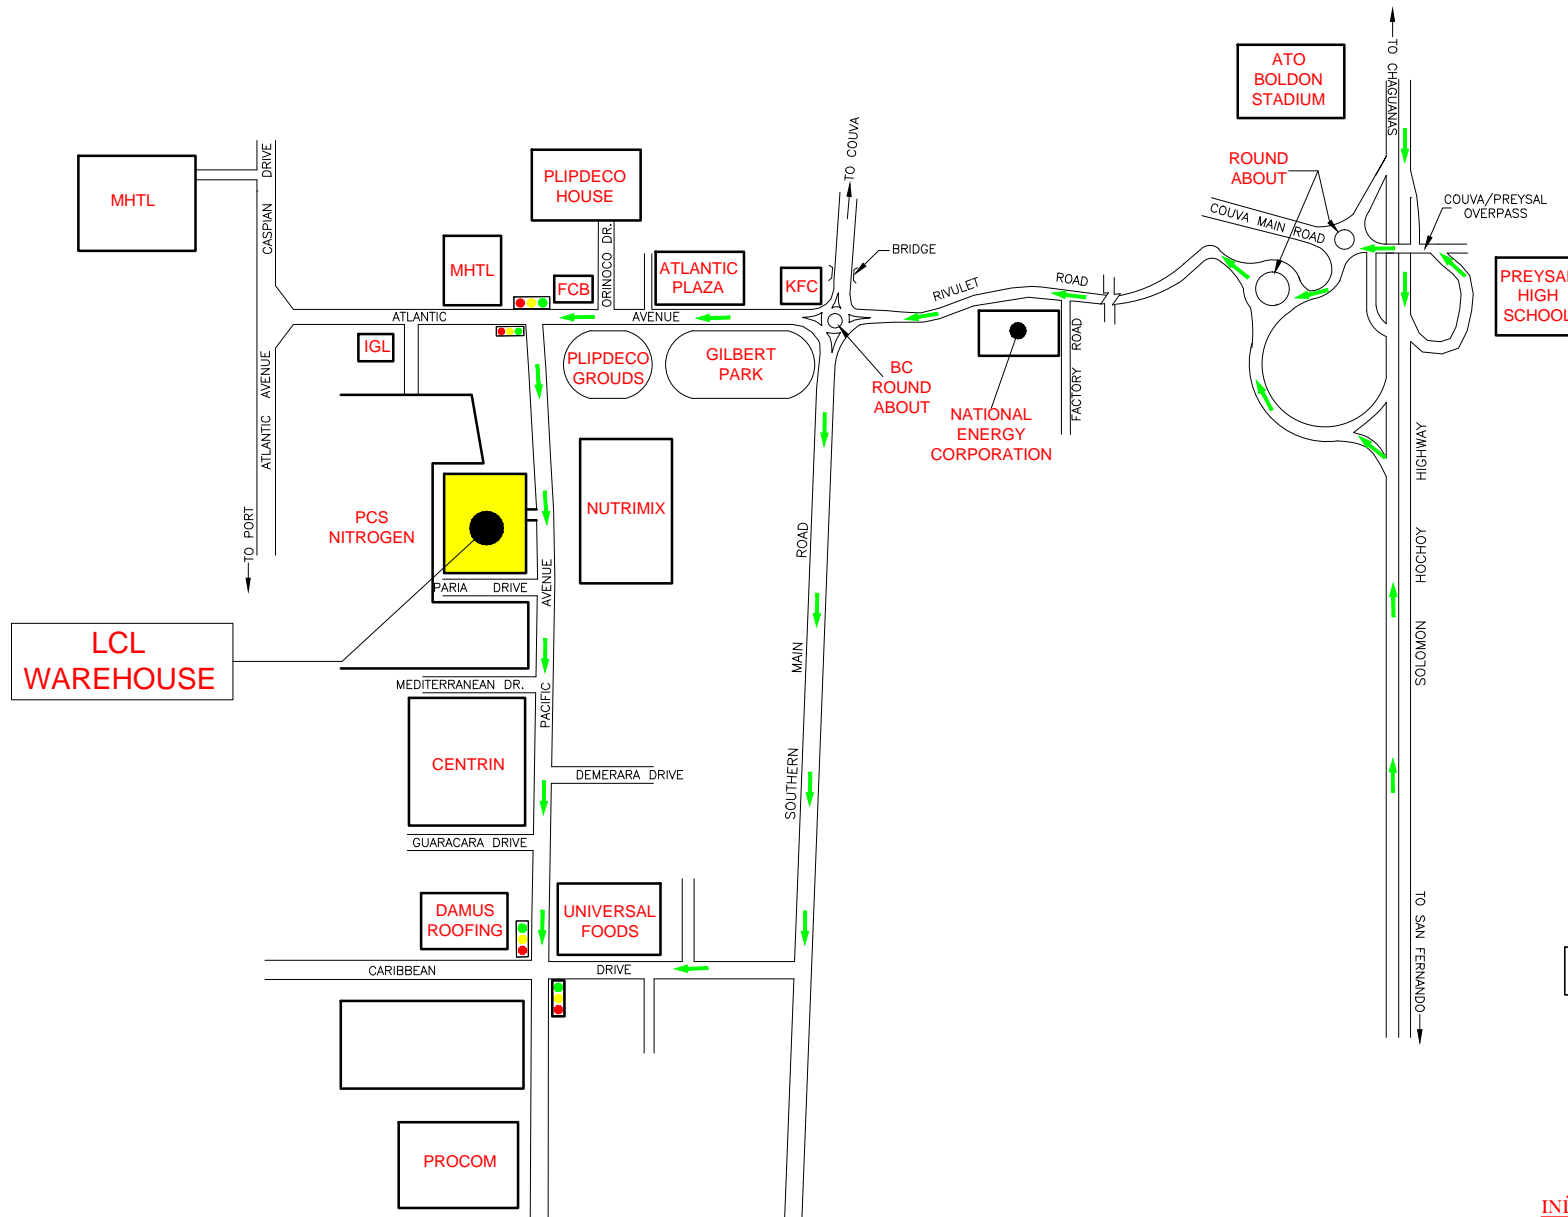 TO CHAGUANAS
ATO
BOLDON
STADIUM
ROUND
ABOUT
COUVA/PREYSAL
OVERPASS
COUVA MAIN ROAD
PREYSAL
HIGH
SCHOOL
MHTL
CASPIAN DRIVE
PLIPDECO
HOUSE
ORINOCO DR.
TO COUVA
BRIDGE
MHTL
FCB
ATLANTIC
PLAZA
KFC
RIVULET ROAD
ATLANTIC AVENUE
IGL
PLIPDECO
GROUDS
GILBERT
PARK
BC
ROUND
ABOUT
NATIONAL
ENERGY
CORPORATION
FACTORY ROAD
ATLANTIC AVENUE
TO PORT
PCS
NITROGEN
NUTRIMIX
PARIA DRIVE
PACIFIC AVENUE
SOUTHERN MAIN ROAD
SOLOMON HOCHOY HIGHWAY
LCL
WAREHOUSE
MEDITERRANEAN DR.
CENTRIN
DEMERARA DRIVE
GUARACARA DRIVE
DAMUS
ROOFING
UNIVERSAL
FOODS
CARIBBEAN DRIVE
TO SAN FERNANDO
PROCOM